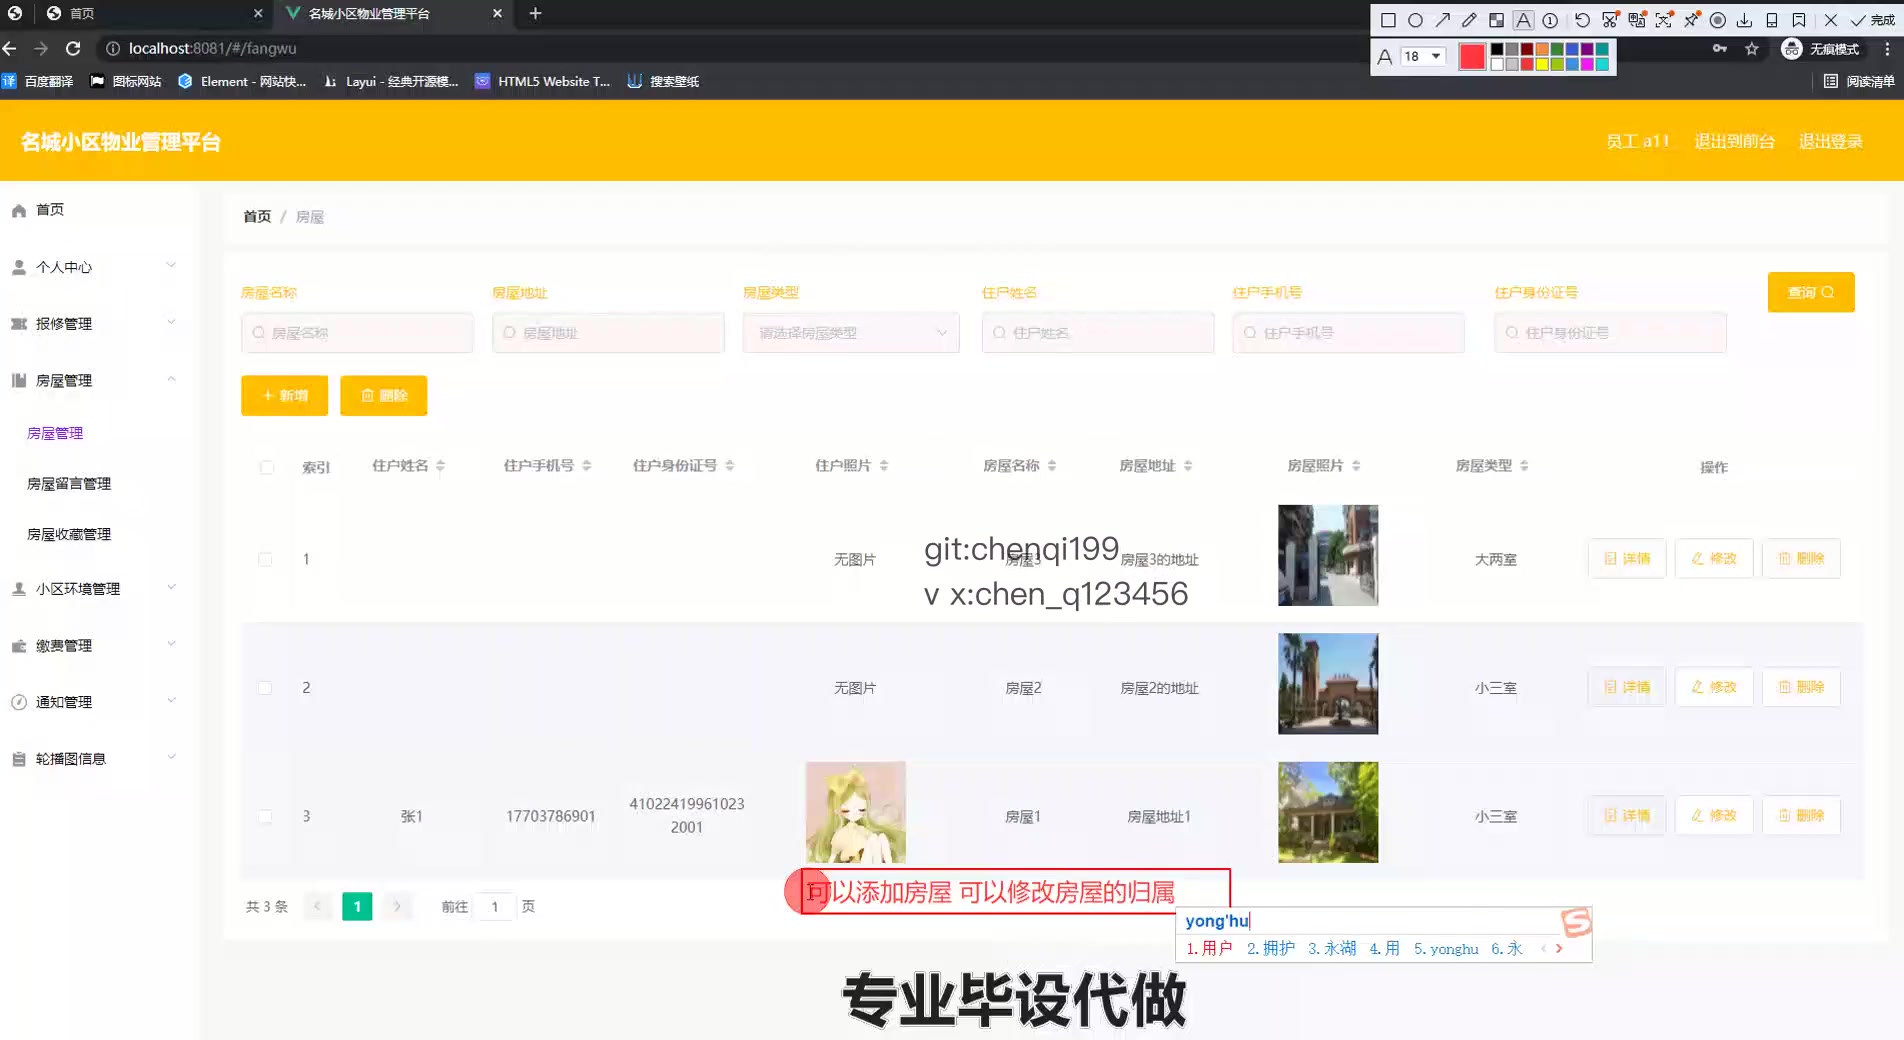 首页
名城小区物业管理平台
localhost:8081/#/fangwu
A 18
完成
无痕模式
百度翻译
图标网站
Element - 网站快...
Layui - 经典开源模...
HTML5 Website T...
搜索壁纸
阅读清单
名城小区物业管理平台
员工 a11 退出到前台 退出登录
首页
个人中心
报修管理
房屋管理
房屋管理
房屋留言管理
房屋收藏管理
小区环境管理
缴费管理
通知管理
轮播图信息
首页 / 房屋
房屋名称 房屋地址 房屋类型 住户姓名 住户手机号 住户身份证号
房屋名称 房屋地址 请选择房屋类型 住户姓名 住户手机号 住户身份证号
查询
+ 新增 删除
索引 住户姓名 住户手机号 住户身份证号 住户照片 房屋名称 房屋地址 房屋照片 房屋类型 操作
1 无图片 房屋3 房屋3的地址 大两室 详情 修改 删除
git:chenqi199
v x:chen_q123456
2 无图片 房屋2 房屋2的地址 小三室 详情 修改 删除
3 张1 17703786901 41022419961023
2001
房屋1 房屋地址1 小三室 详情 修改 删除
可以添加房屋 可以修改房屋的归属
共 3 条 < 1 > 前往 1 页
yong'hu
1.用户 2.拥护 3.永湖 4.用 5.yonghu 6.永
专业毕设代做